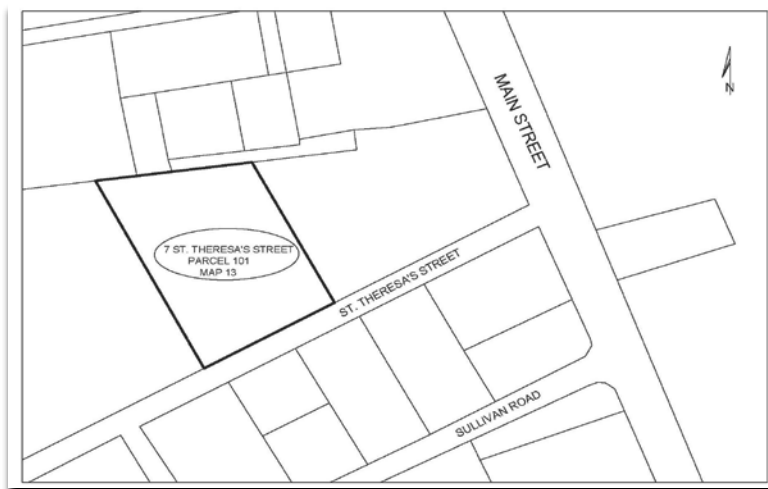 MAIN STREET
N
7 ST. THERESA'S STREET
PARCEL 101
MAP 13
ST. THERESA'S STREET
SULLIVAN ROAD